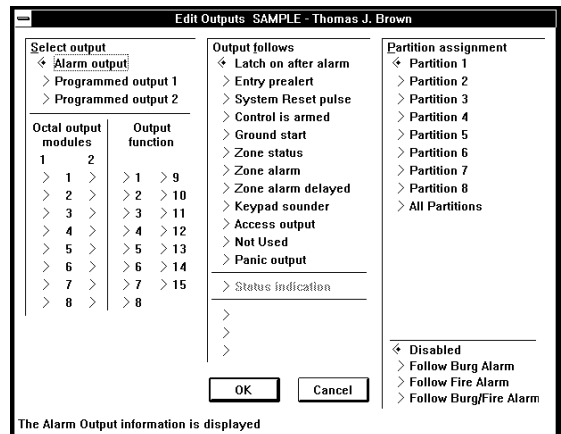 Edit Outputs SAMPLE - Thomas J. Brown
Select output
Alarm output
Programmed output 1
Programmed output 2
Octal output modules
1 2
1
2
3
4
5
6
7
8
Output function
1 9
2 10
3 11
4 12
5 13
6 14
7 15
8
Output follows
Latch on after alarm
Entry prealert
System Reset pulse
Control is armed
Ground start
Zone status
Zone alarm
Zone alarm delayed
Keypad sounder
Access output
Not Used
Panic output
Status indication
Partition assignment
Partition 1
Partition 2
Partition 3
Partition 4
Partition 5
Partition 6
Partition 7
Partition 8
All Partitions
Disabled
Follow Burg Alarm
Follow Fire Alarm
Follow Burg/Fire Alarm
OK Cancel
The Alarm Output information is displayed